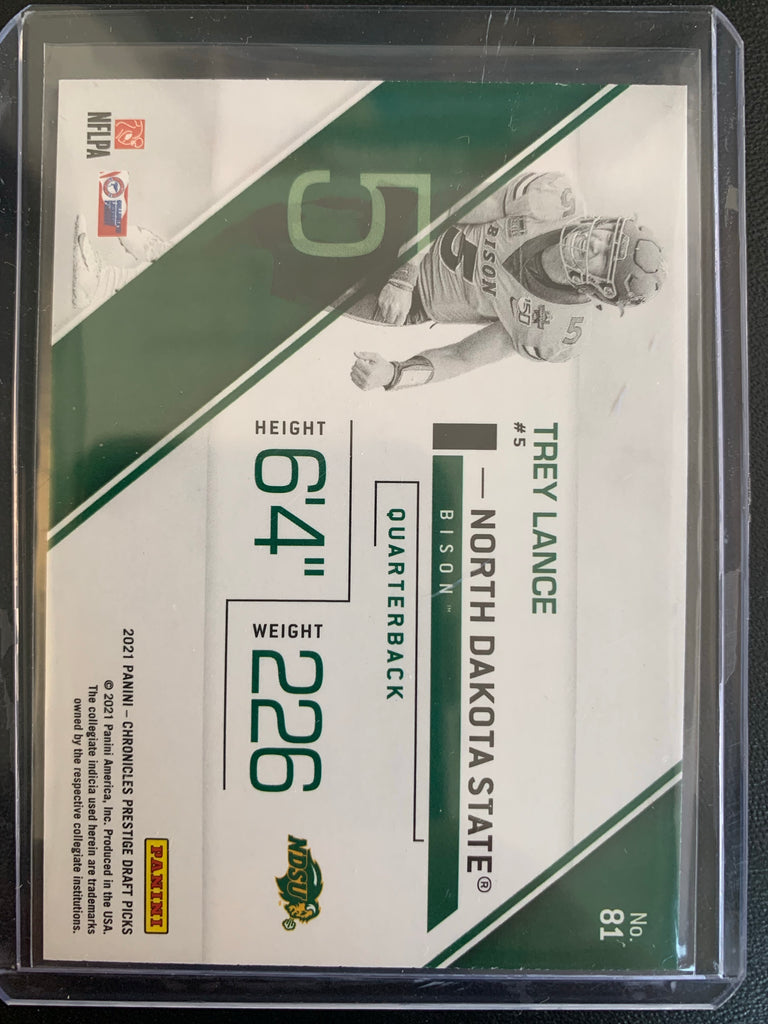 No.
81
TREY LANCE
#5
— NORTH DAKOTA STATE®
BISON™
QUARTERBACK
HEIGHT
6'4"
WEIGHT
226
5
BISON
5
5
150
NDSU
NFLPA
PANINI
2021 PANINI – CHRONICLES PRESTIGE DRAFT PICKS
© 2021 Panini America, Inc. Produced in the USA.
The collegiate indicia used herein are trademarks
owned by the respective collegiate institutions.